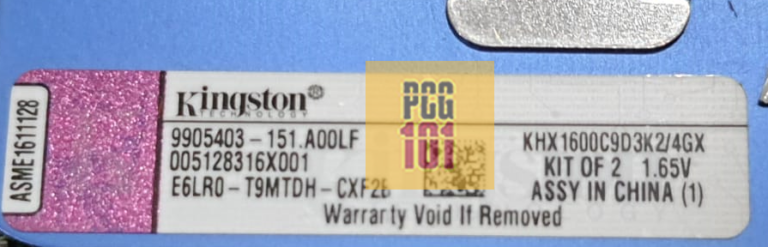 ASME1611128
Kingston®
TECHNOLOGY
9905403-151.A00LF
005128316X001
E6LR0-T9MTDH-CXF2B
PCG
101
KHX1600C9D3K2/4GX
KIT OF 2 1.65V
ASSY IN CHINA (1)
Warranty Void If Removed